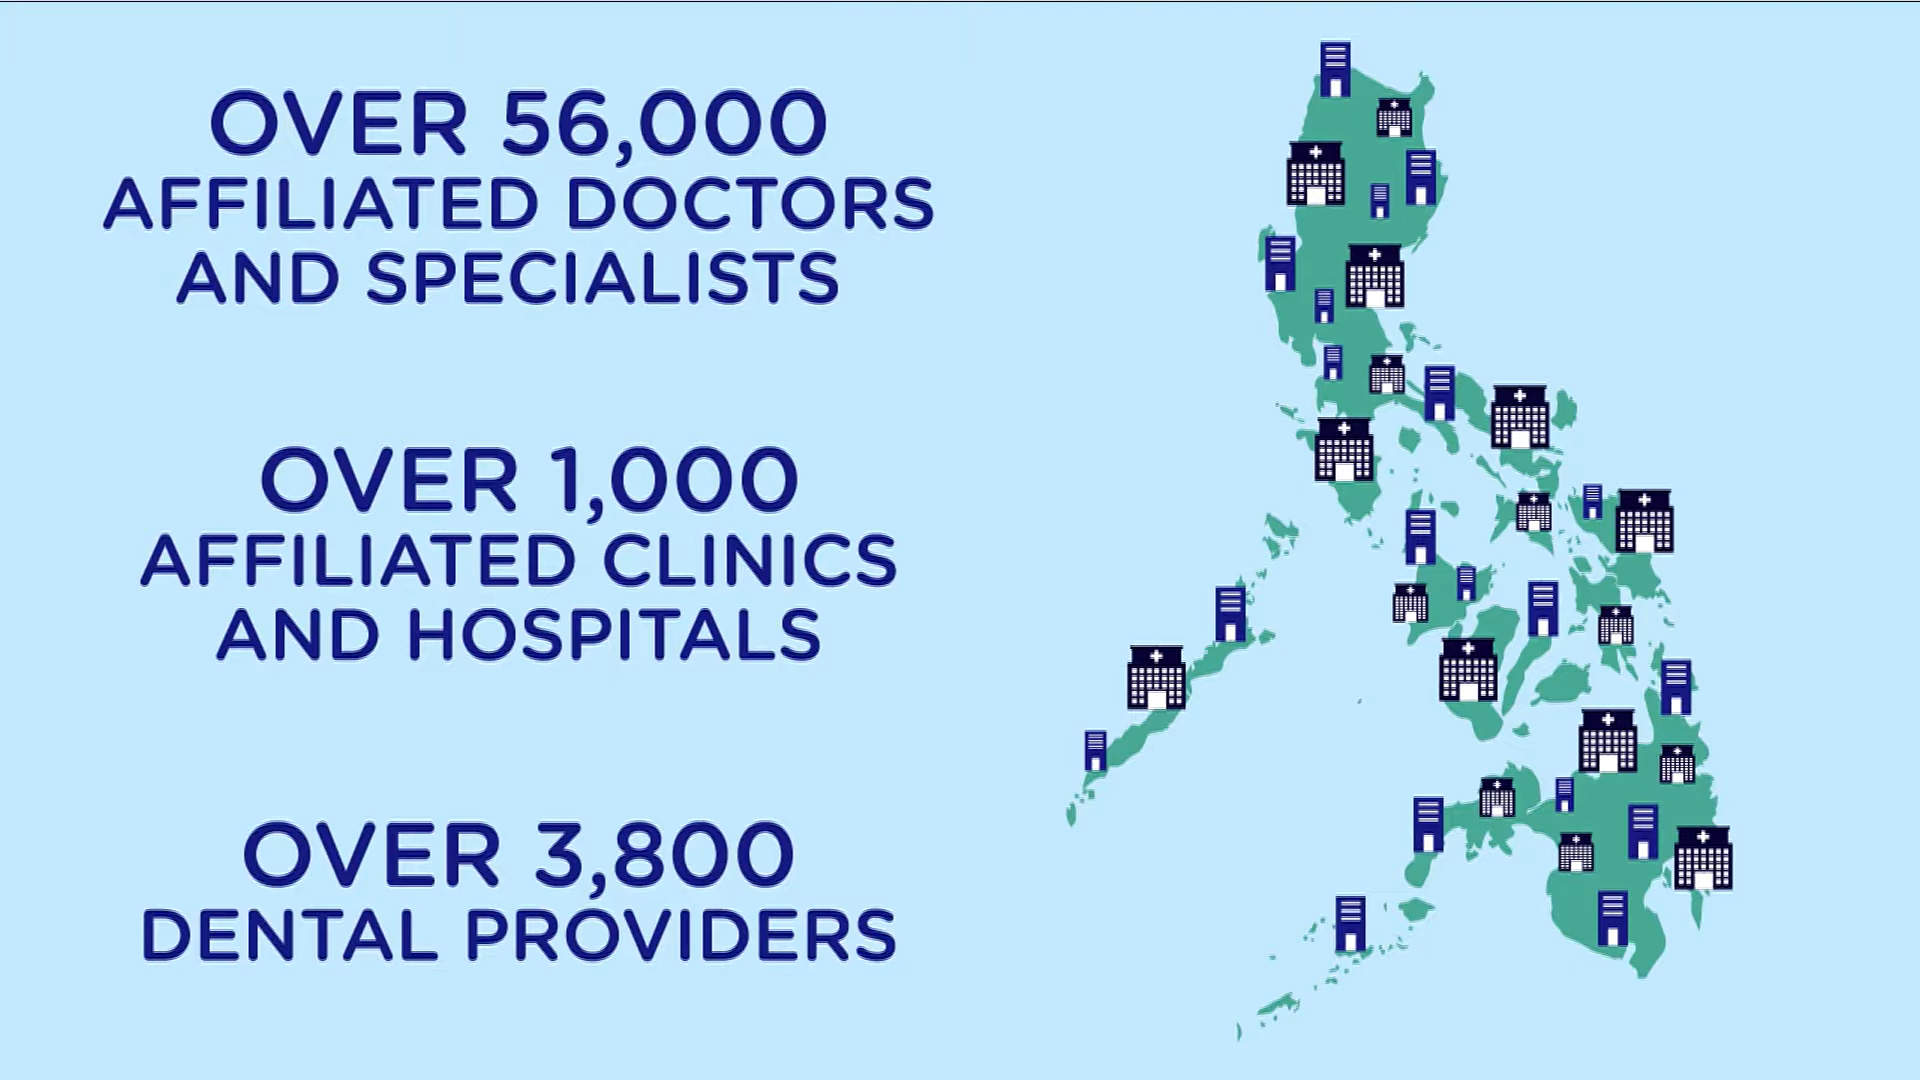 OVER 56,000
AFFILIATED DOCTORS
AND SPECIALISTS
OVER 1,000
AFFILIATED CLINICS
AND HOSPITALS
OVER 3,800
DENTAL PROVIDERS